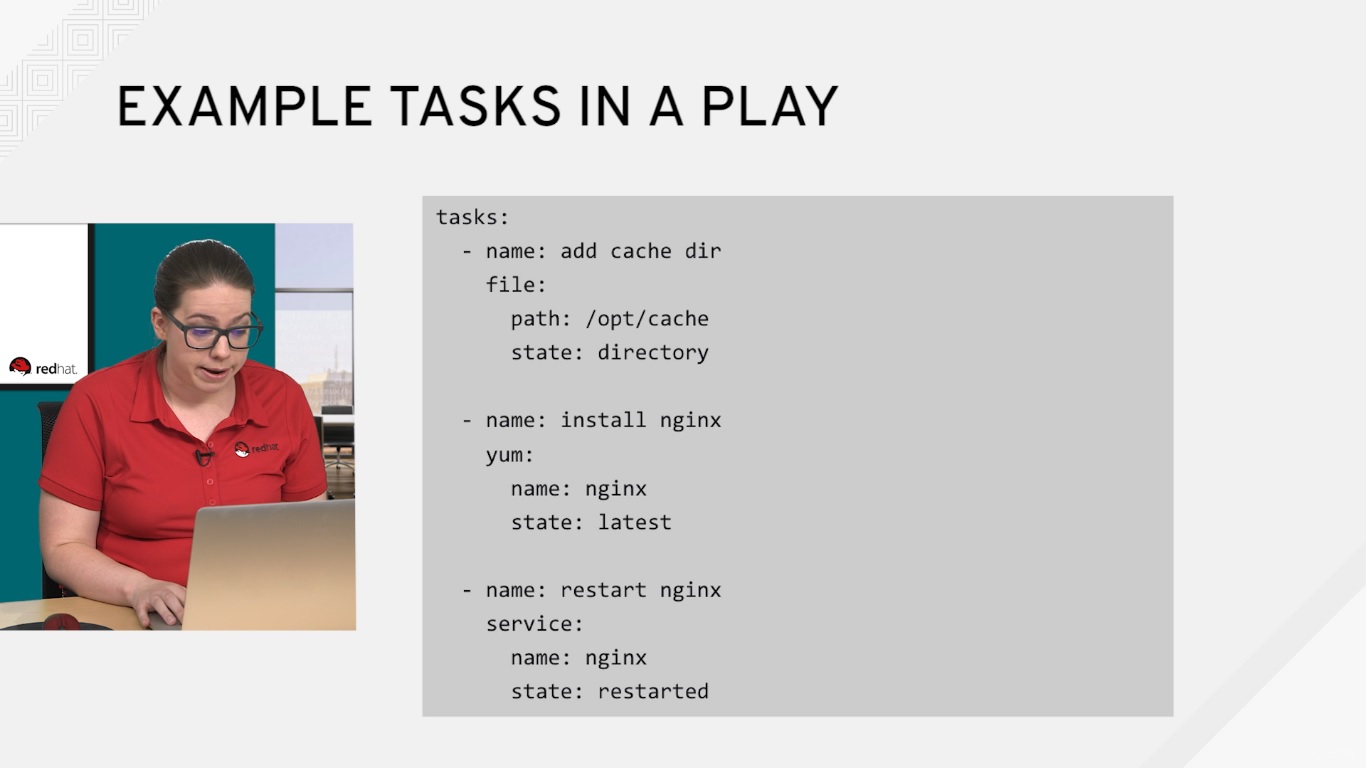 EXAMPLE TASKS IN A PLAY
redhat.
redhat.
tasks:
  - name: add cache dir
    file:
      path: /opt/cache
      state: directory

  - name: install nginx
    yum:
      name: nginx
      state: latest

  - name: restart nginx
    service:
      name: nginx
      state: restarted